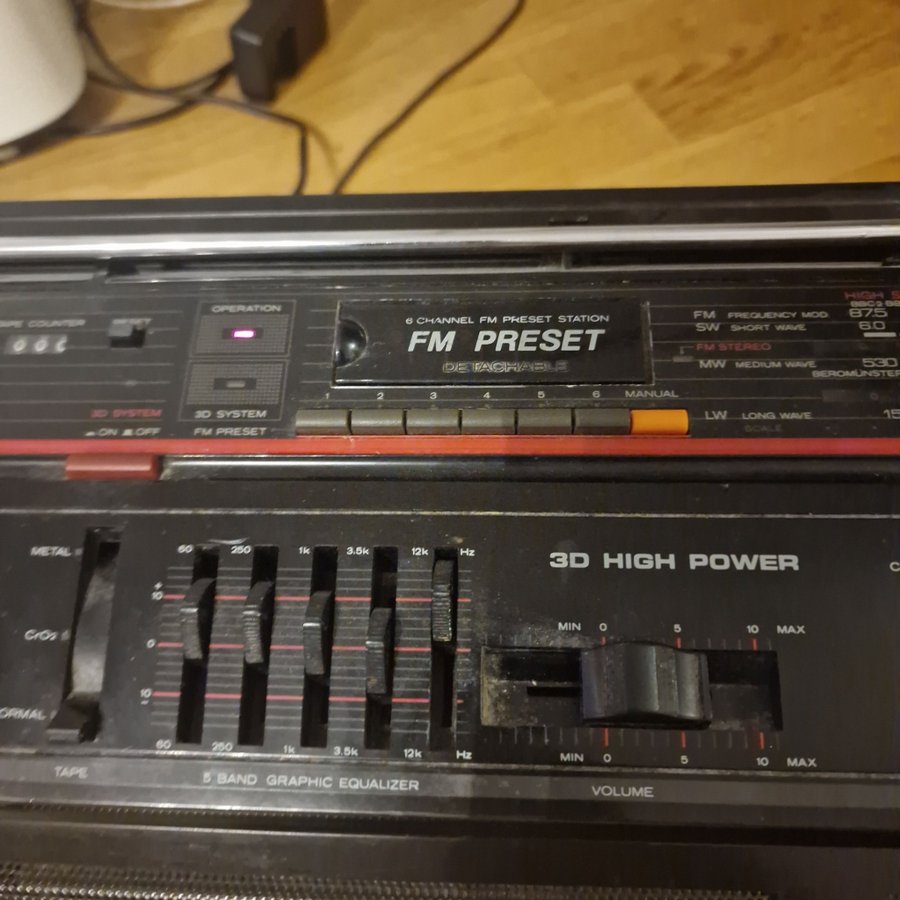 OPERATION
3D SYSTEM
FM PRESET
TAPE COUNTER
RESET
3D SYSTEM
ON OFF
6 CHANNEL FM PRESET STATION
FM PRESET
DETACHABLE
1 2 3 4 5 6 MANUAL
FM FREQUENCY MOD. 87.5
SW SHORT WAVE 6.0
FM STEREO
MW MEDIUM WAVE 530
BEROMÜNSTER
LW LONG WAVE
SCALE
METAL
CrO2
TAPE
60 250 1k 3.5k 12k Hz
+
10
0
10
−
60 250 1k 3.5k 12k Hz
5 BAND GRAPHIC EQUALIZER
3D HIGH POWER
MIN 0 5 10 MAX
MIN 0 5 10 MAX
VOLUME